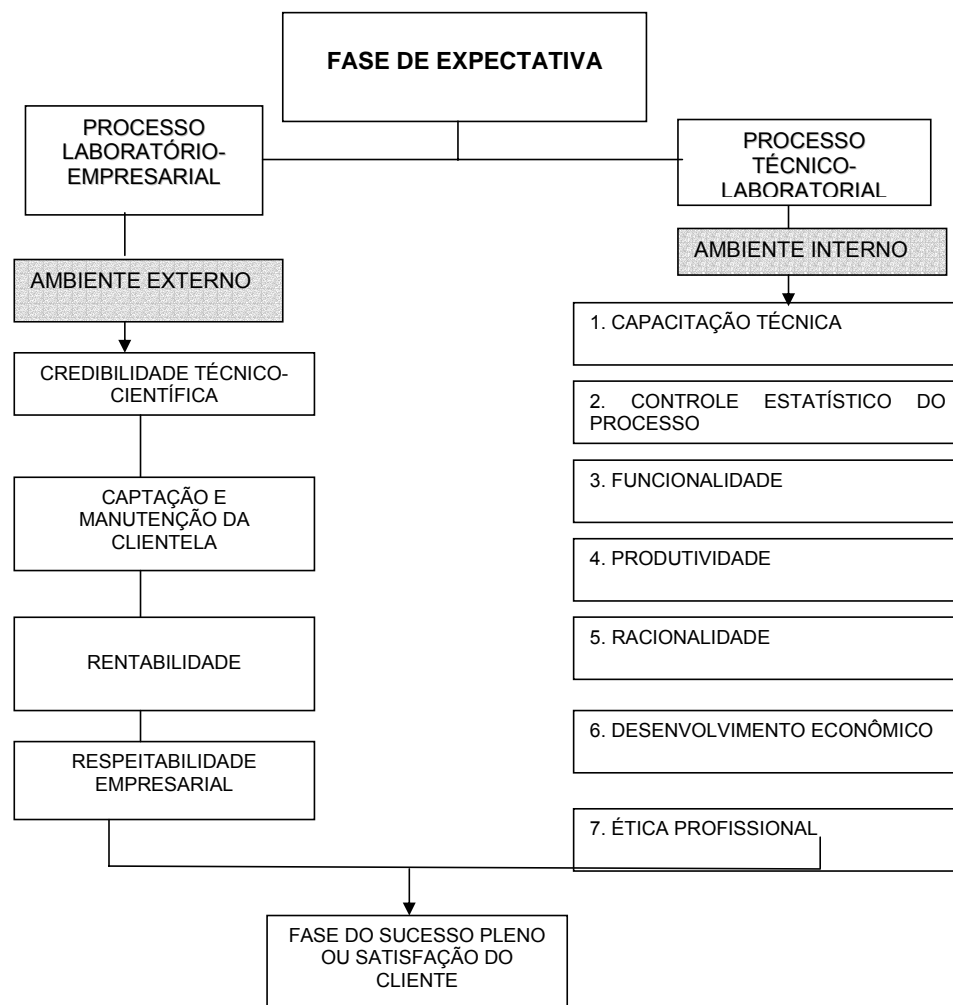 FASE DE EXPECTATIVA
PROCESSO
LABORATÓRIO-
EMPRESARIAL
PROCESSO
TÉCNICO-
LABORATORIAL
AMBIENTE EXTERNO
AMBIENTE INTERNO
CREDIBILIDADE TÉCNICO-
CIENTÍFICA
CAPTAÇÃO E
MANUTENÇÃO DA
CLIENTELA
RENTABILIDADE
RESPEITABILIDADE
EMPRESARIAL
1. CAPACITAÇÃO TÉCNICA
2. CONTROLE ESTATÍSTICO DO
PROCESSO
3. FUNCIONALIDADE
4. PRODUTIVIDADE
5. RACIONALIDADE
6. DESENVOLVIMENTO ECONÔMICO
7. ÉTICA PROFISSIONAL
FASE DO SUCESSO PLENO
OU SATISFAÇÃO DO
CLIENTE